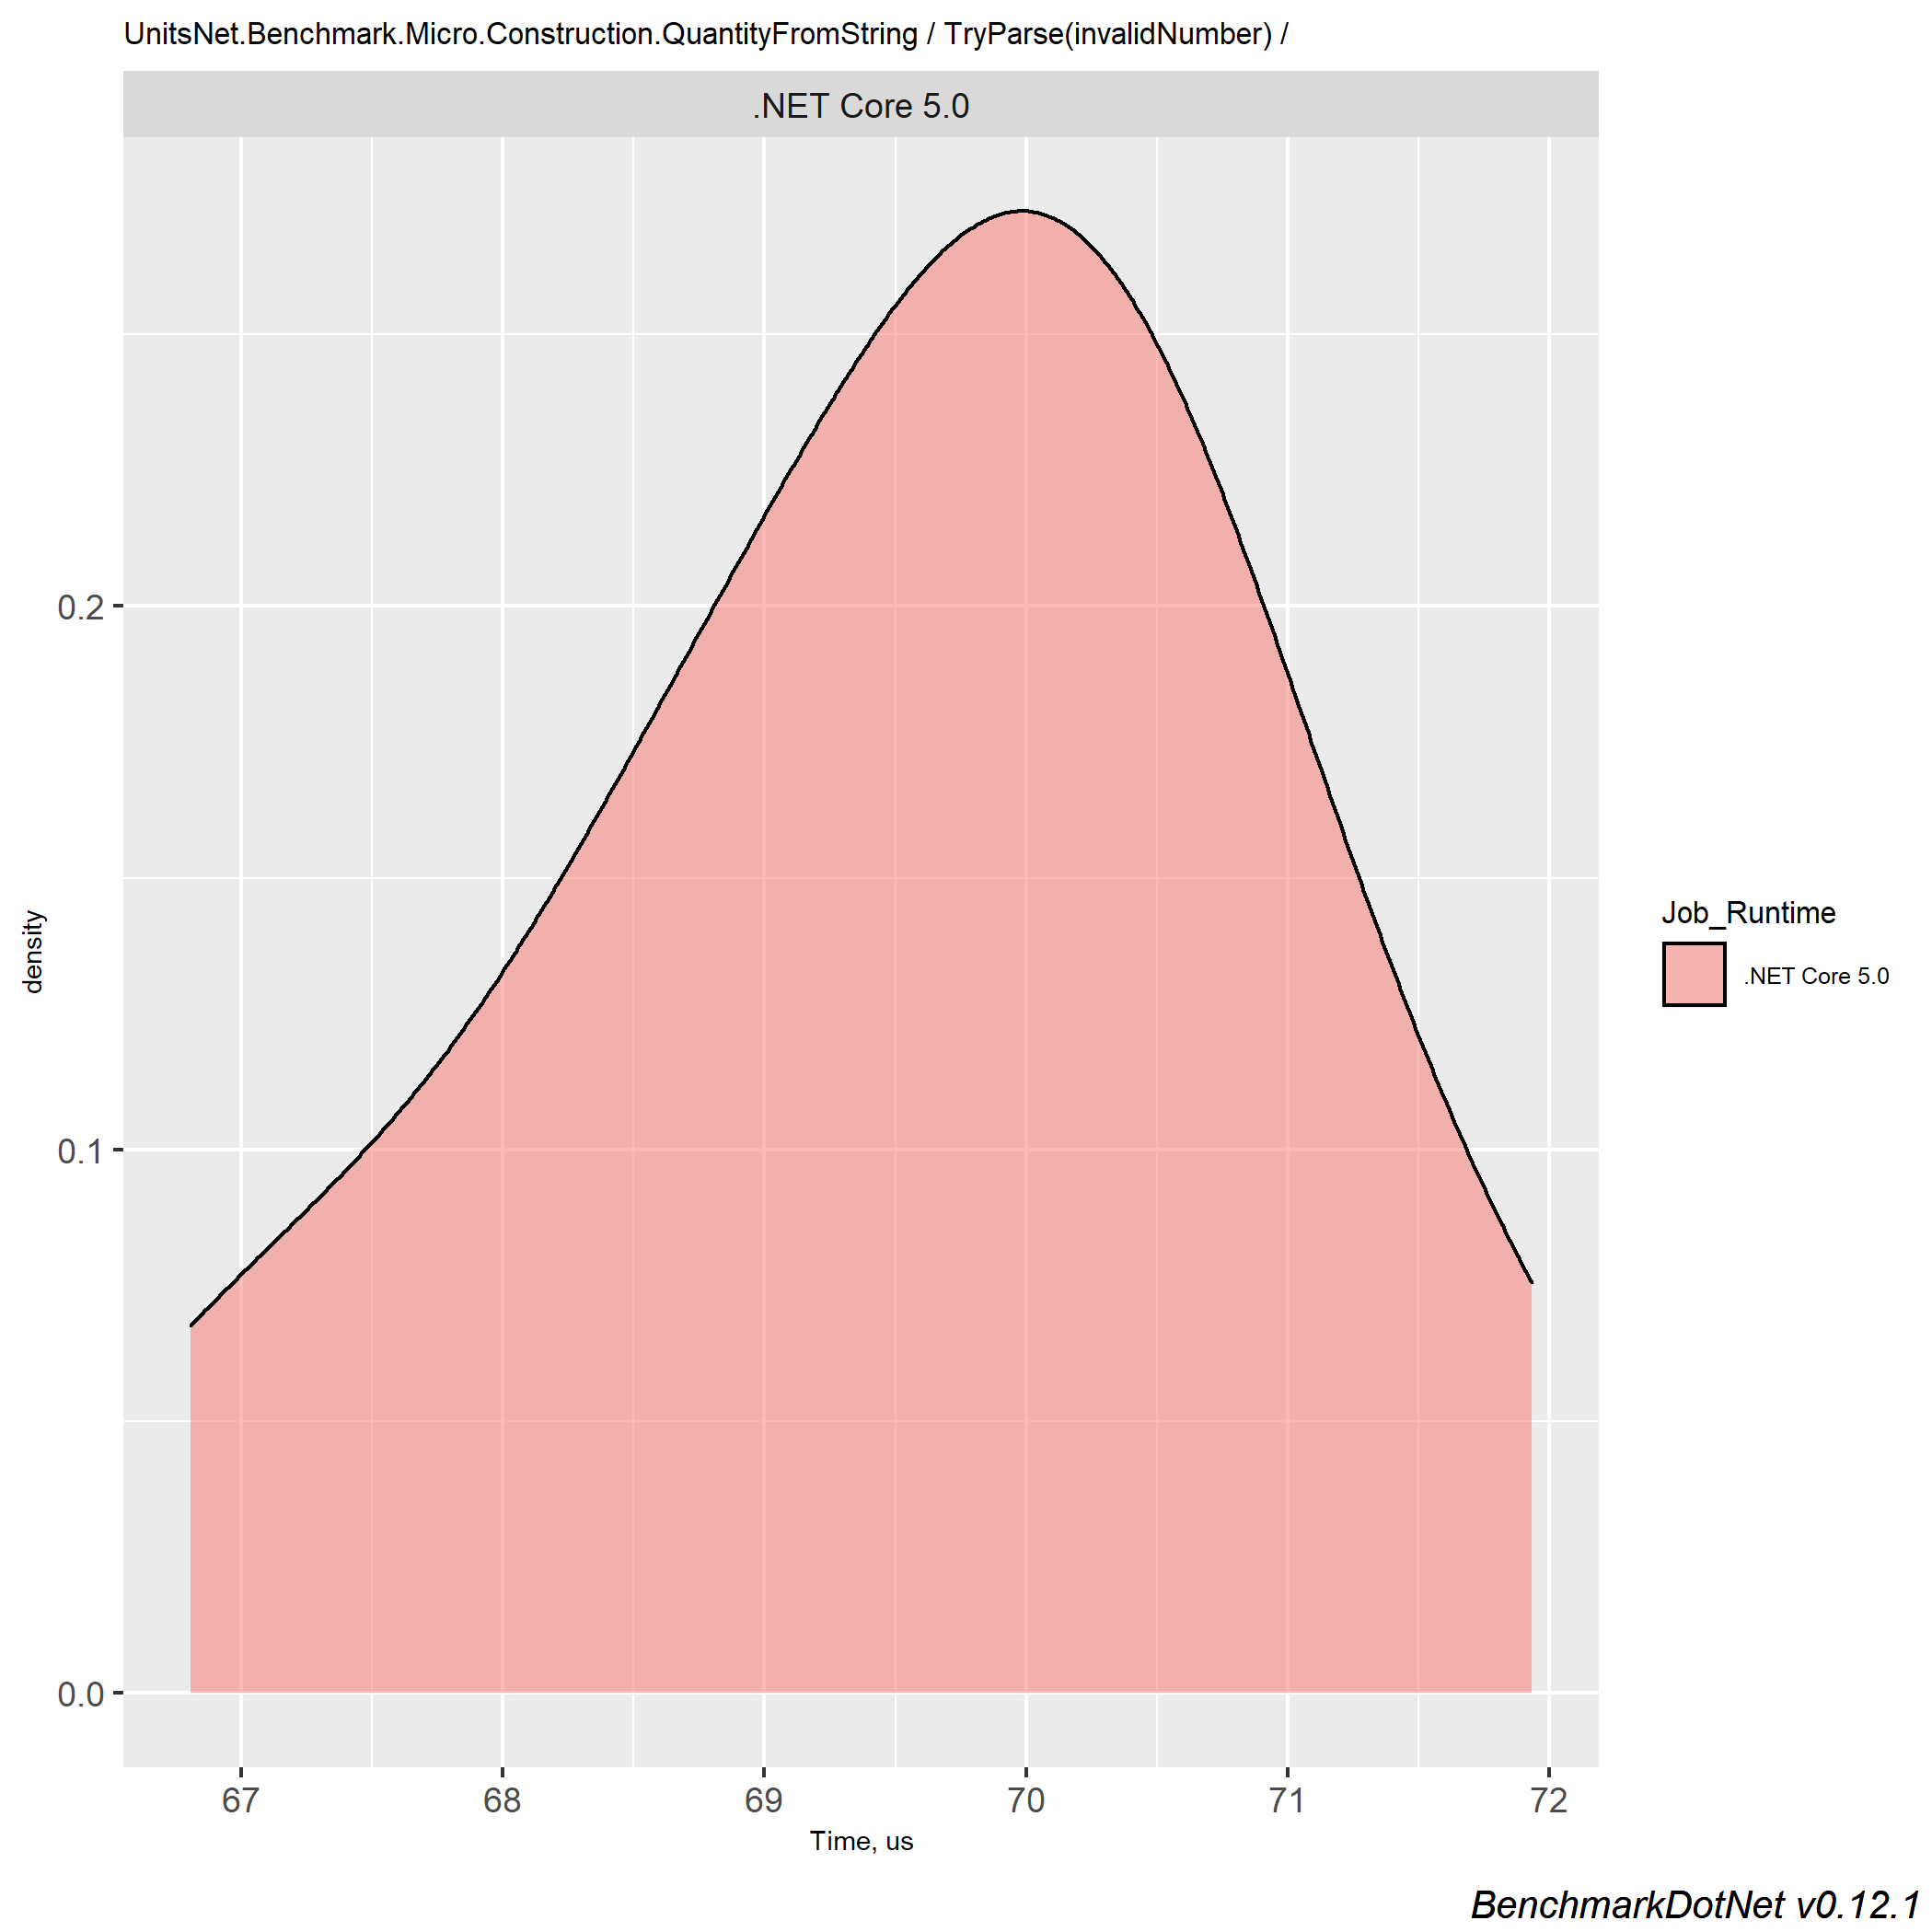 UnitsNet.Benchmark.Micro.Construction.QuantityFromString / TryParse(invalidNumber) /
.NET Core 5.0
0.2
0.1
0.0
density
67 68 69 70 71 72
Time, us
Job_Runtime
.NET Core 5.0
BenchmarkDotNet v0.12.1